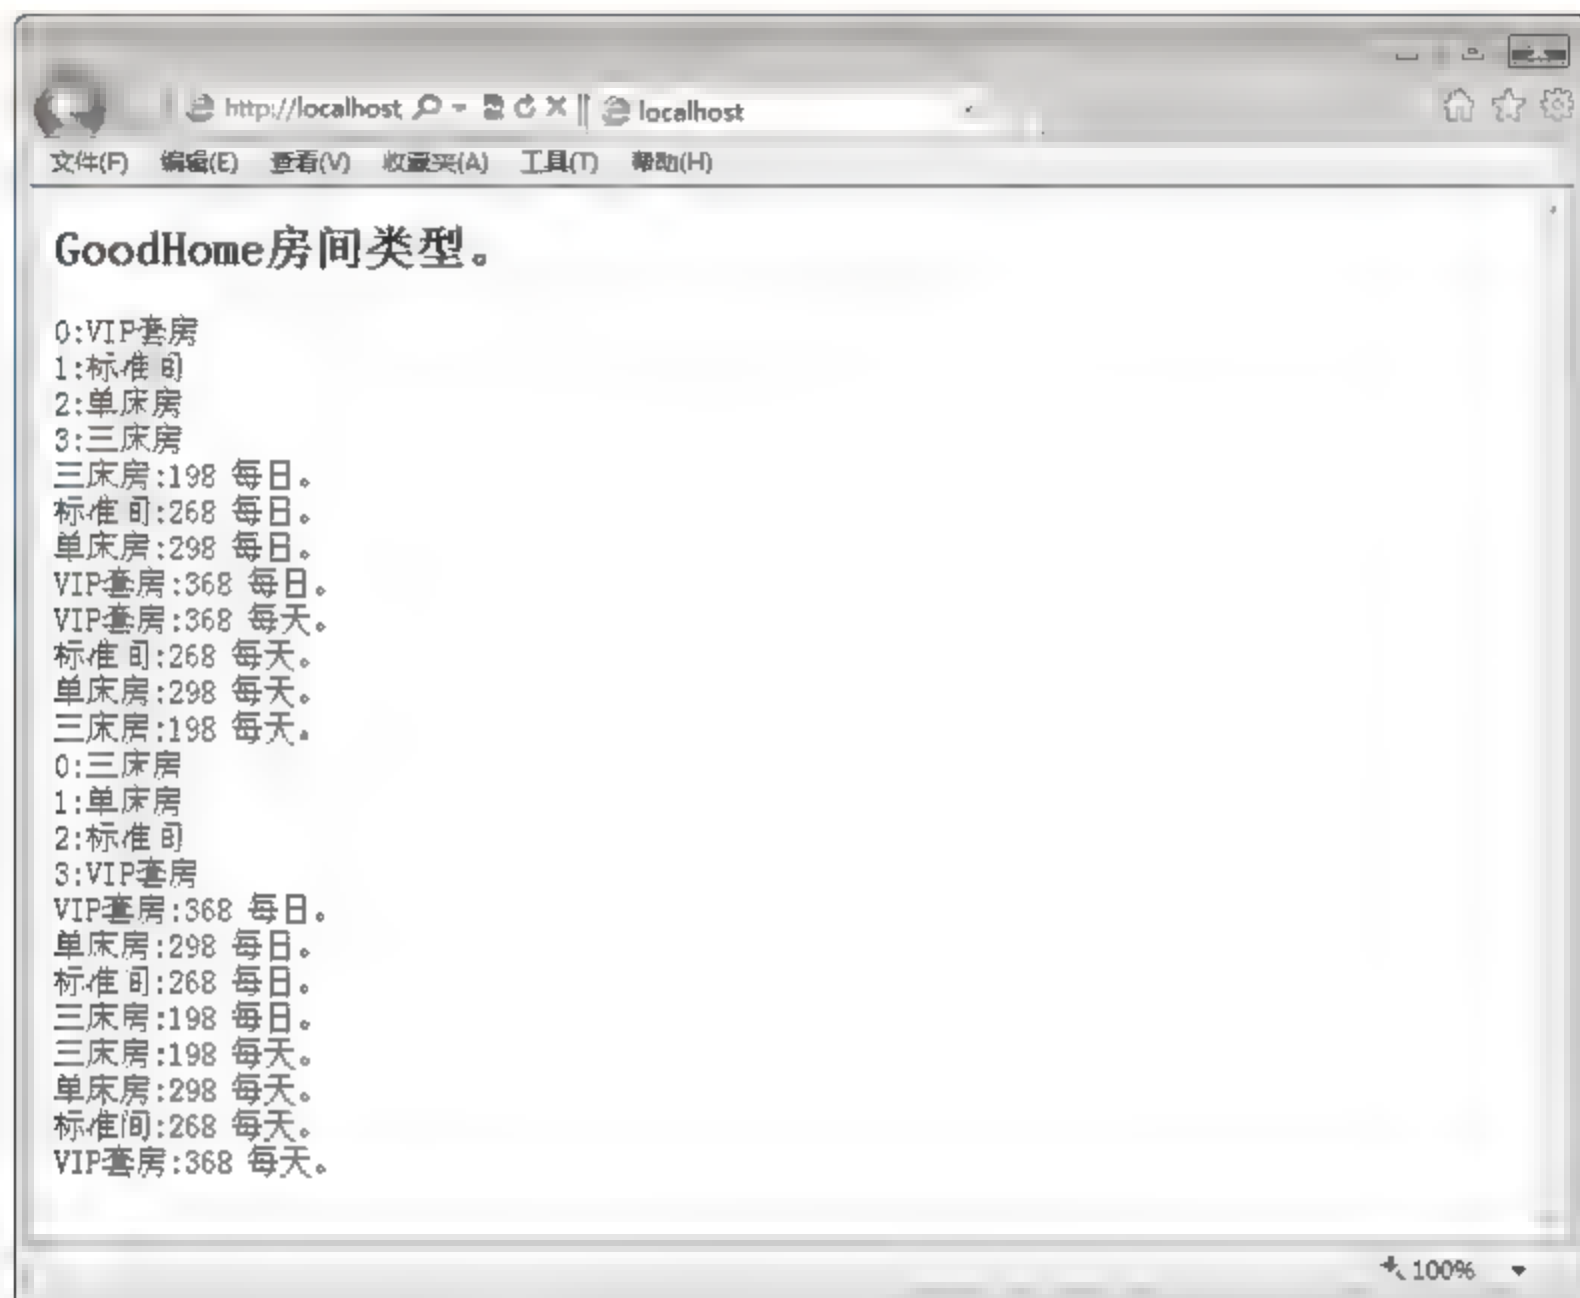 http://localhost
localhost
文件(F) 编辑(E) 查看(V) 收藏夹(A) 工具(T) 帮助(H)
GoodHome房间类型。
0:VIP套房
1:标准间
2:单床房
3:三床房
三床房:198 每日。
标准间:268 每日。
单床房:298 每日。
VIP套房:368 每日。
VIP套房:368 每天。
标准间:268 每天。
单床房:298 每天。
三床房:198 每天。
0:三床房
1:单床房
2:标准间
3:VIP套房
VIP套房:368 每日。
单床房:298 每日。
标准间:268 每日。
三床房:198 每日。
三床房:198 每天。
单床房:298 每天。
标准间:268 每天。
VIP套房:368 每天。
100%